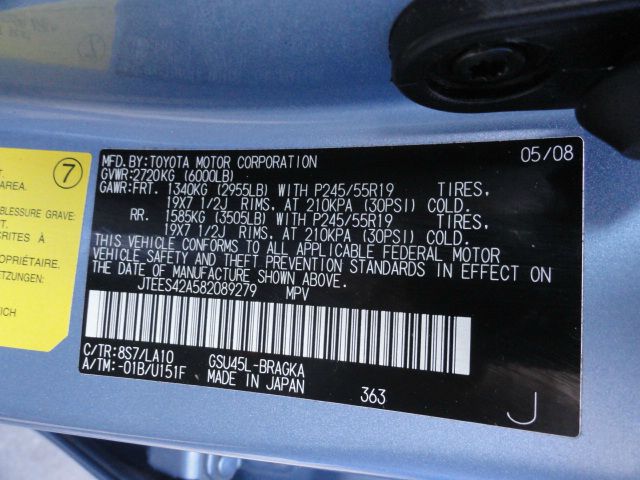 7
AREA.
BLESSURE GRAVE:
CRITES À
PROPRIÉTAIRE.
MFD.BY:TOYOTA MOTOR CORPORATION 05/08
GVWR:2720KG (6000LB)
GAWR:FRT. 1340KG (2955LB) WITH P245/55R19 TIRES,
19X7 1/2J RIMS, AT 210KPA (30PSI) COLD.
RR. 1585KG (3505LB) WITH P245/55R19 TIRES,
19X7 1/2J RIMS, AT 210KPA (30PSI) COLD.
THIS VEHICLE CONFORMS TO ALL APPLICABLE FEDERAL MOTOR
VEHICLE SAFETY AND THEFT PREVENTION STANDARDS IN EFFECT ON
THE DATE OF MANUFACTURE SHOWN ABOVE.
JTEES42A582089279 MPV
C/TR:8S7/LA10 GSU45L-BRAGKA
A/TM:-01B/U151F MADE IN JAPAN 363 J